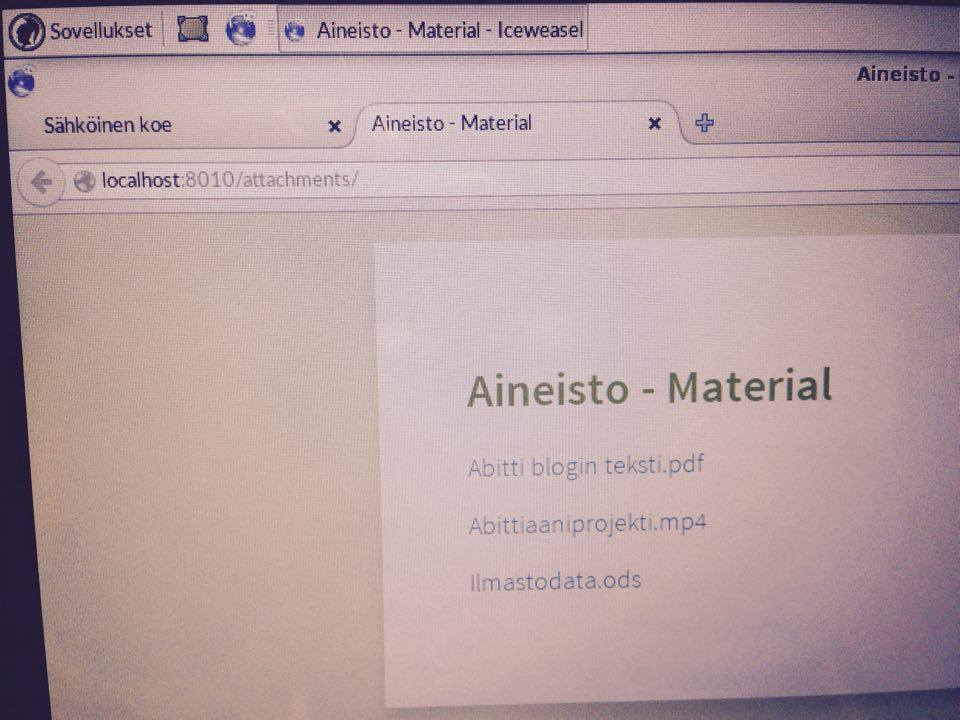 Sovellukset
Aineisto - Material - Iceweasel
Aineisto -
Sähköinen koe
Aineisto - Material
localhost:8010/attachments/
Aineisto - Material
Abitti blogin teksti.pdf
Abittiaaniprojekti.mp4
Ilmastodata.ods